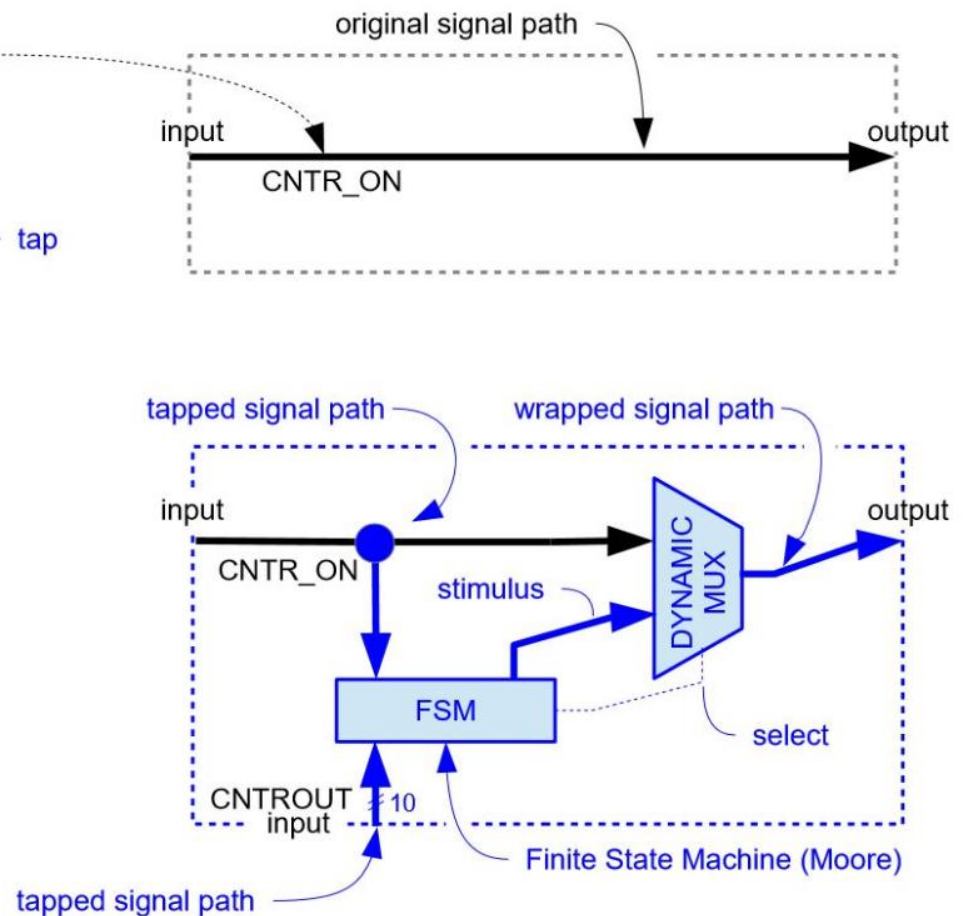 original signal path
input
output
CNTR_ON
tap
tapped signal path
wrapped signal path
input
output
CNTR_ON
stimulus
DYNAMIC
MUX
FSM
select
CNTROUT
10
input
Finite State Machine (Moore)
tapped signal path